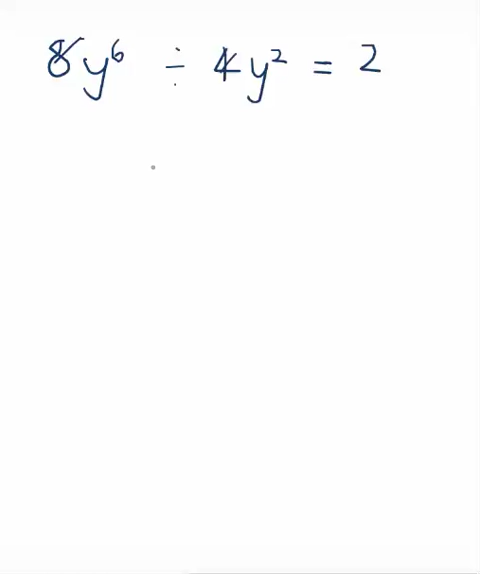 8y⁶ ÷ 4y² = 2